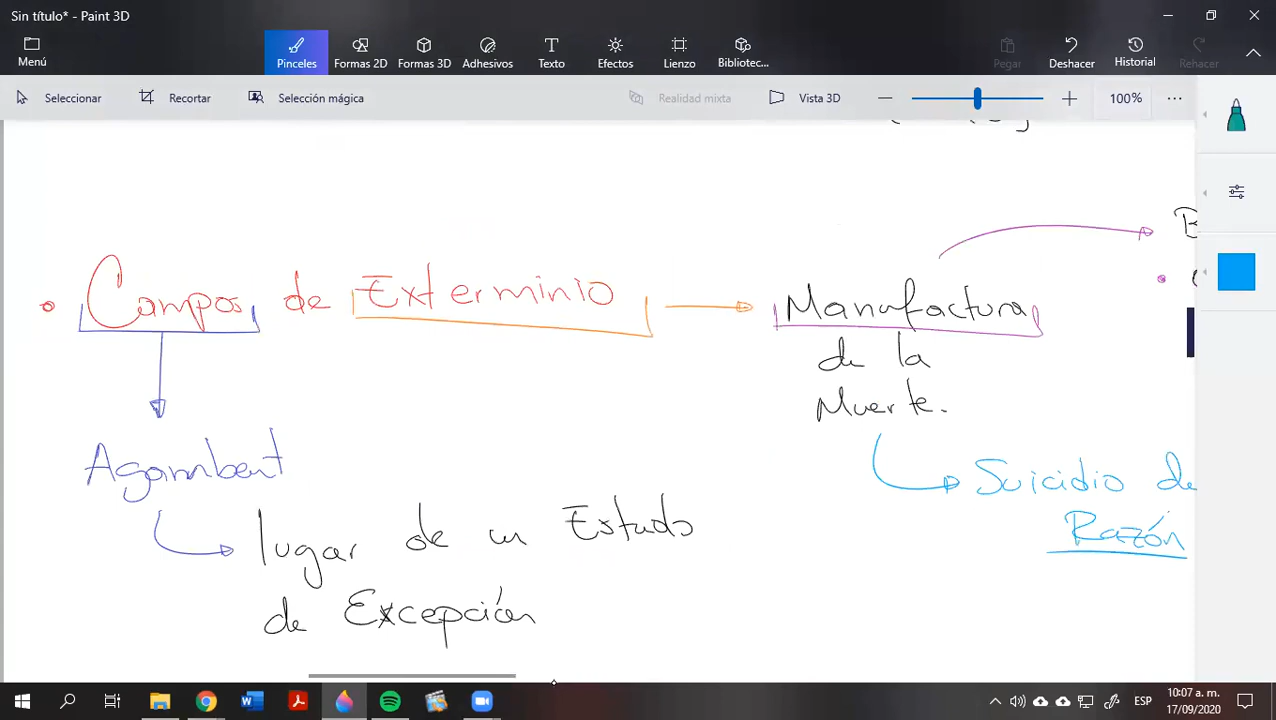 Sin título* - Paint 3D
Menú
Pinceles
Formas 2D
Formas 3D
Adhesivos
Texto
Efectos
Lienzo
Bibliotec...
Pegar
Deshacer
Historial
Rehacer
Seleccionar
Recortar
Selección mágica
Realidad mixta
Vista 3D
100%
• Campos de Exterminio
Manufactura
de la
Muerte.
Agambent
lugar de un Estado
de Excepción
Suicidio de
Razón
ESP
10:07 a. m.
17/09/2020